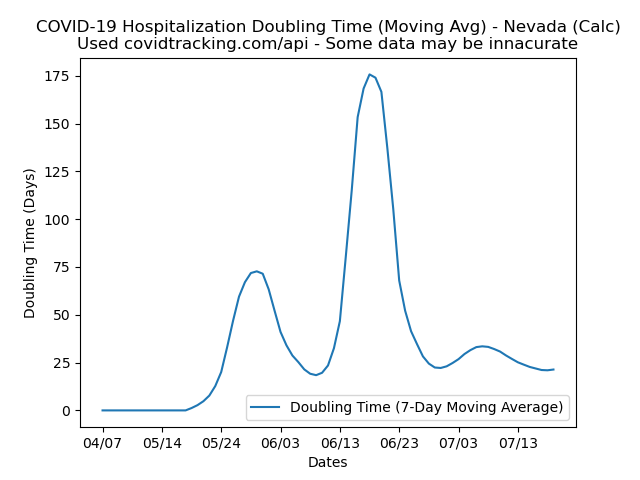 COVID-19 Hospitalization Doubling Time (Moving Avg) - Nevada (Calc)
Used covidtracking.com/api - Some data may be innacurate
Doubling Time (Days)
175
150
125
100
75
50
25
0
Doubling Time (7-Day Moving Average)
04/07 05/14 05/24 06/03 06/13 06/23 07/03 07/13
Dates